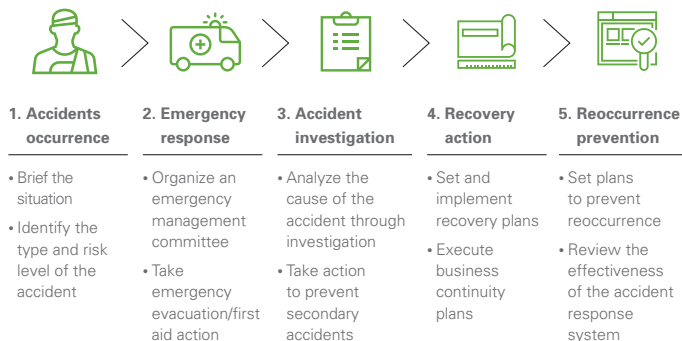 1. Accidents
occurrence
• Brief the
situation
• Identify the
type and risk
level of the
accident
2. Emergency
response
• Organize an
emergency
management
committee
• Take
emergency
evacuation/first
aid action
3. Accident
investigation
• Analyze the
cause of the
accident through
investigation
• Take action
to prevent
secondary
accidents
4. Recovery
action
• Set and
implement
recovery plans
• Execute
business
continuity
plans
5. Reoccurrence
prevention
• Set plans
to prevent
reoccurrence
• Review the
effectiveness
of the accident
response
system